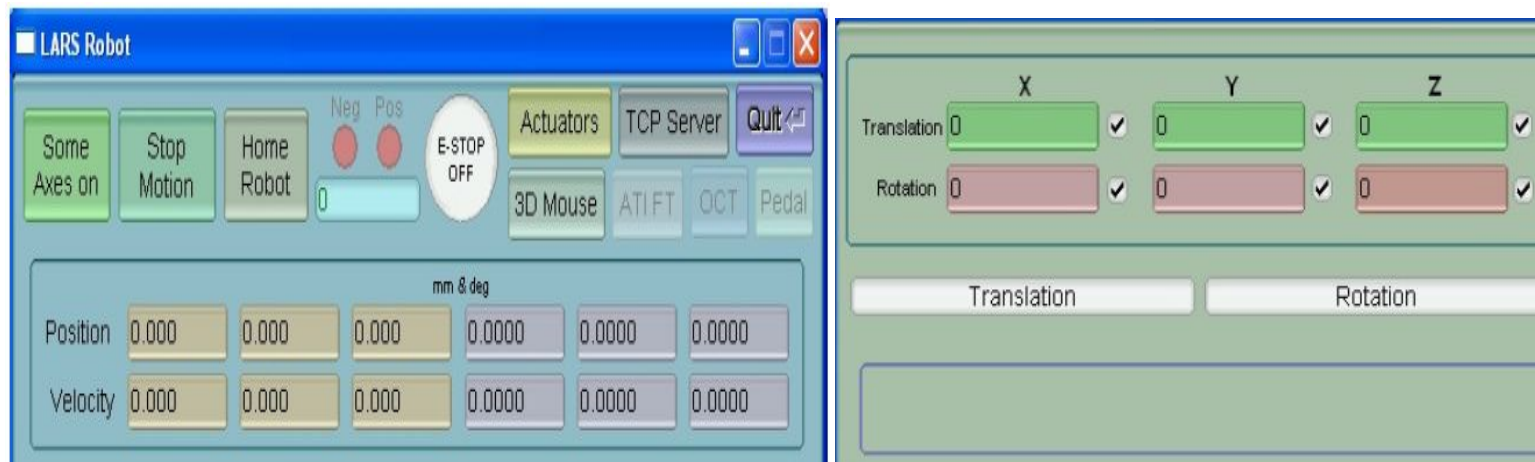 LARS Robot
Some Axes on
Stop Motion
Home Robot
Neg Pos
0
E-STOP OFF
Actuators
TCP Server
Quit
3D Mouse
ATI FT
OCT
Pedal
mm & deg
Position 0.000 0.000 0.000 0.0000 0.0000 0.0000
Velocity 0.000 0.000 0.000 0.0000 0.0000 0.0000
X Y Z
Translation 0 0 0
Rotation 0 0 0
Translation Rotation